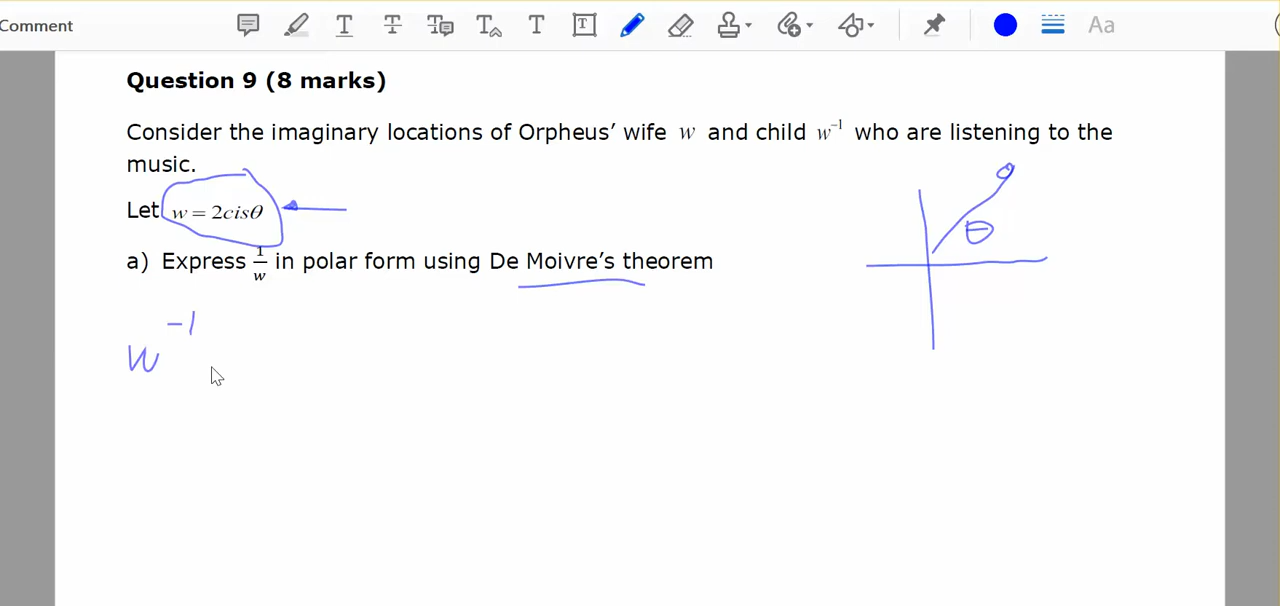 Comment
T T T T T T Aa
Question 9 (8 marks)
Consider the imaginary locations of Orpheus’ wife w and child w⁻¹ who are listening to the
music.
Let w = 2cisθ
θ
a) Express 1/w in polar form using De Moivre’s theorem
w⁻¹